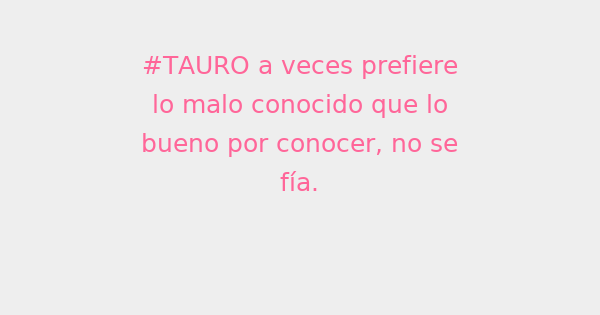 #TAURO a veces prefiere
lo malo conocido que lo
bueno por conocer, no se
fía.